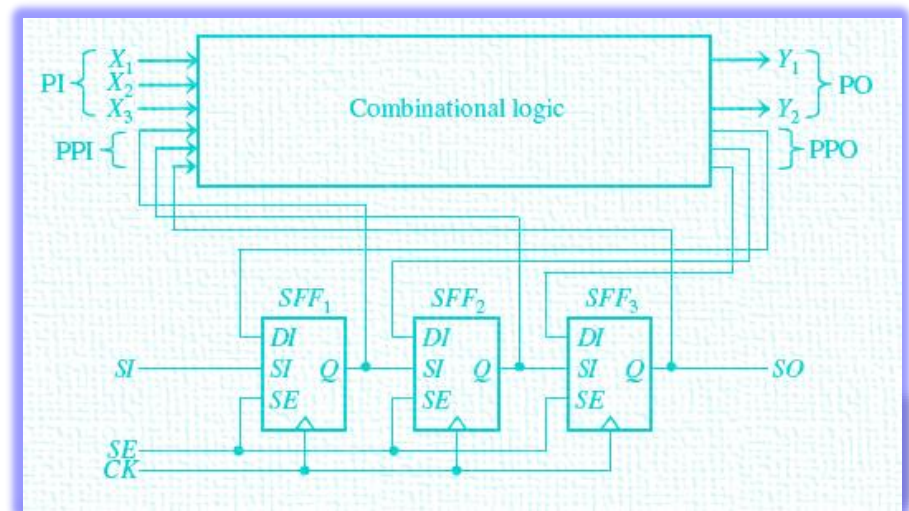 PI
X₁
X₂
X₃
PPI
Combinational logic
Y₁
Y₂
PO
PPO
SFF₁
SFF₂
SFF₃
DI
SI Q
SE
DI
SI Q
SE
DI
SI Q
SE
SI
SO
SE
CK